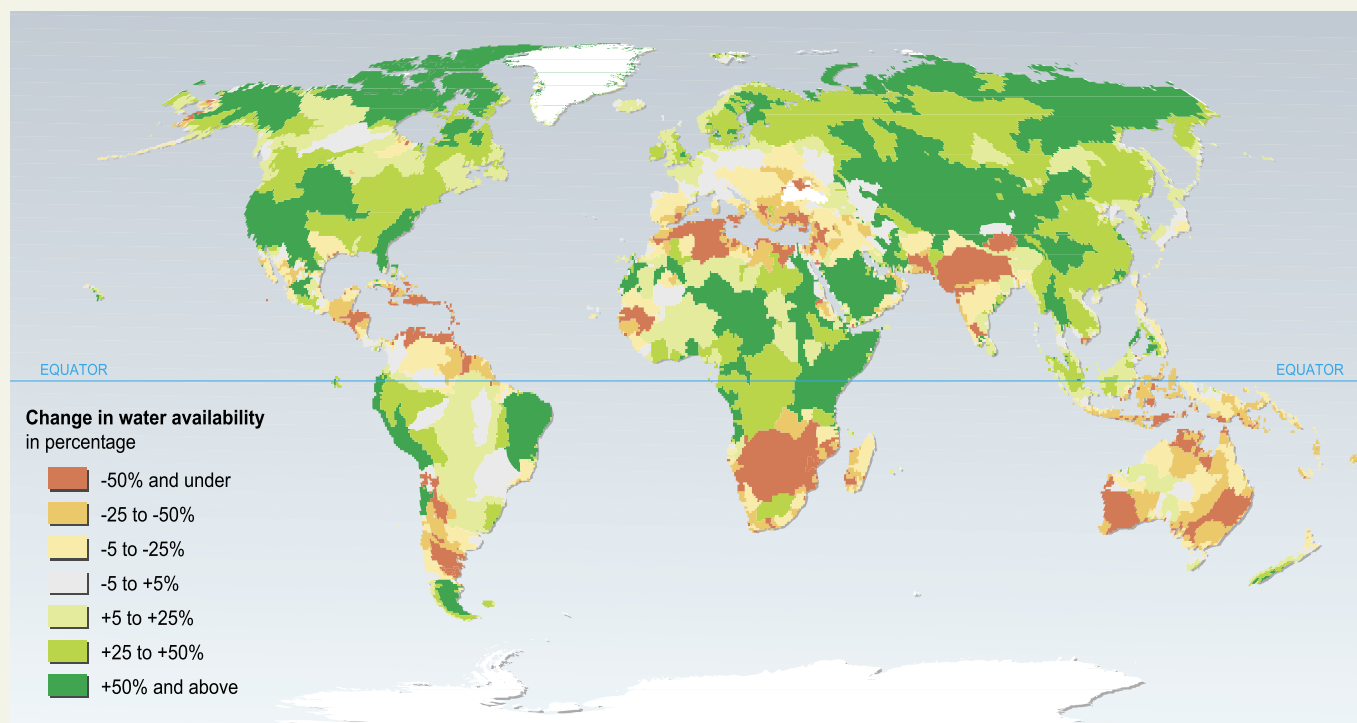 EQUATOR
EQUATOR
Change in water availability
in percentage
-50% and under
-25 to -50%
-5 to -25%
-5 to +5%
+5 to +25%
+25 to +50%
+50% and above